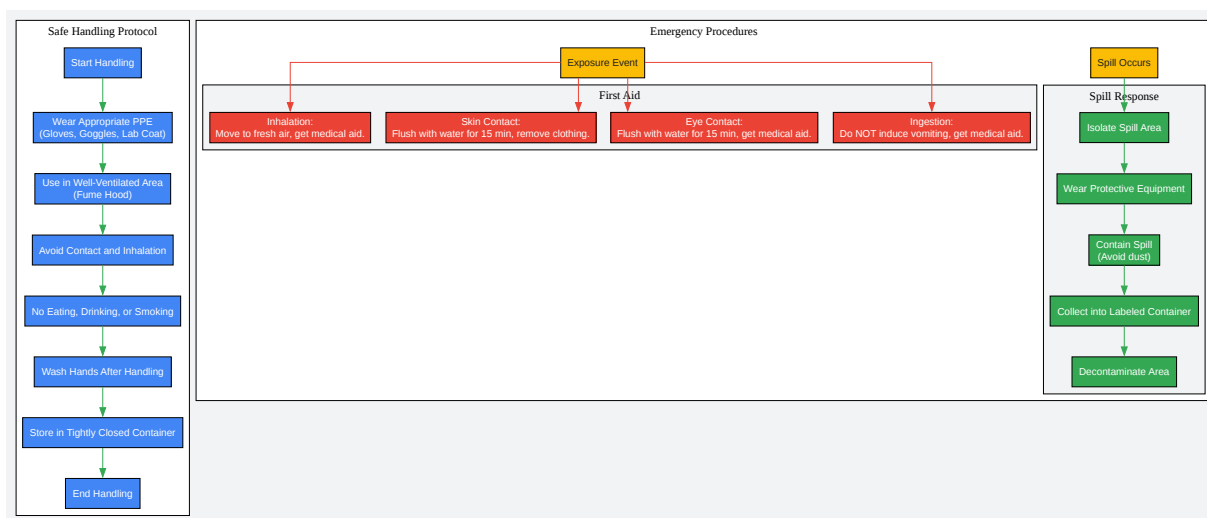 Safe Handling Protocol
Start Handling
Wear Appropriate PPE
(Gloves, Goggles, Lab Coat)
Use in Well-Ventilated Area
(Fume Hood)
Avoid Contact and Inhalation
No Eating, Drinking, or Smoking
Wash Hands After Handling
Store in Tightly Closed Container
End Handling
Emergency Procedures
Exposure Event
First Aid
Inhalation:
Move to fresh air, get medical aid.
Skin Contact:
Flush with water for 15 min, remove clothing.
Eye Contact:
Flush with water for 15 min, get medical aid.
Ingestion:
Do NOT induce vomiting, get medical aid.
Spill Occurs
Spill Response
Isolate Spill Area
Wear Protective Equipment
Contain Spill
(Avoid dust)
Collect into Labeled Container
Decontaminate Area